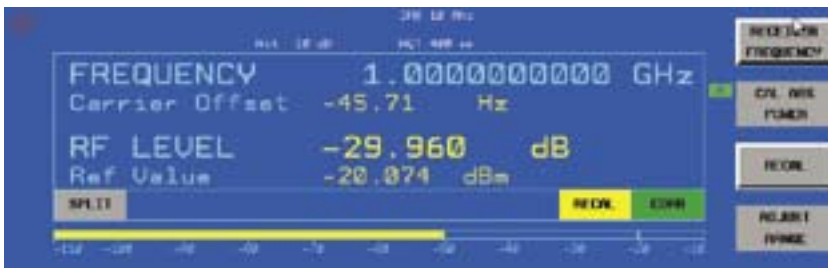 RECEIVER
FREQUENCY
FREQUENCY 1.0000000000 GHz
Carrier Offset -45.71 Hz
CAL ABS
POWER
RF LEVEL -29.960 dB
Ref Value -20.074 dBm
RECAL
SPLIT RECAL CORR
ADJUST
RANGE